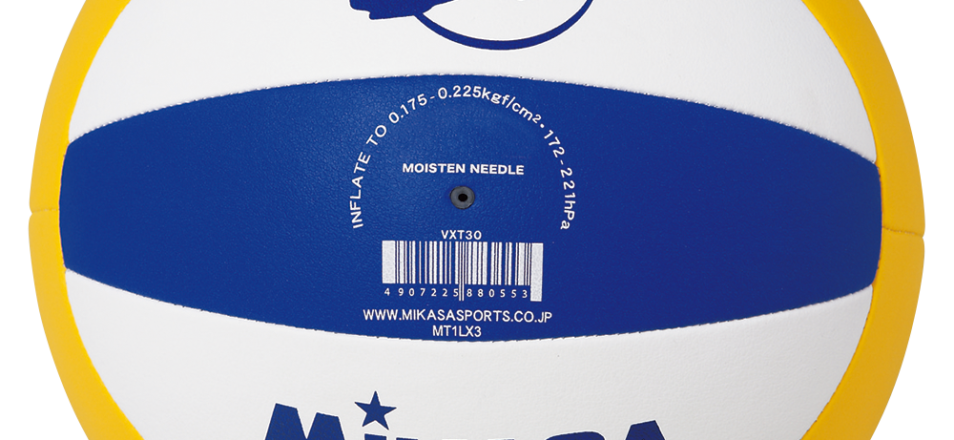 INFLATE TO 0.175-0.225kgf/cm²・172-221hPa
MOISTEN NEEDLE
VXT30
4 907225 880553
WWW.MIKASASPORTS.CO.JP
MT1LX3
MIKASA